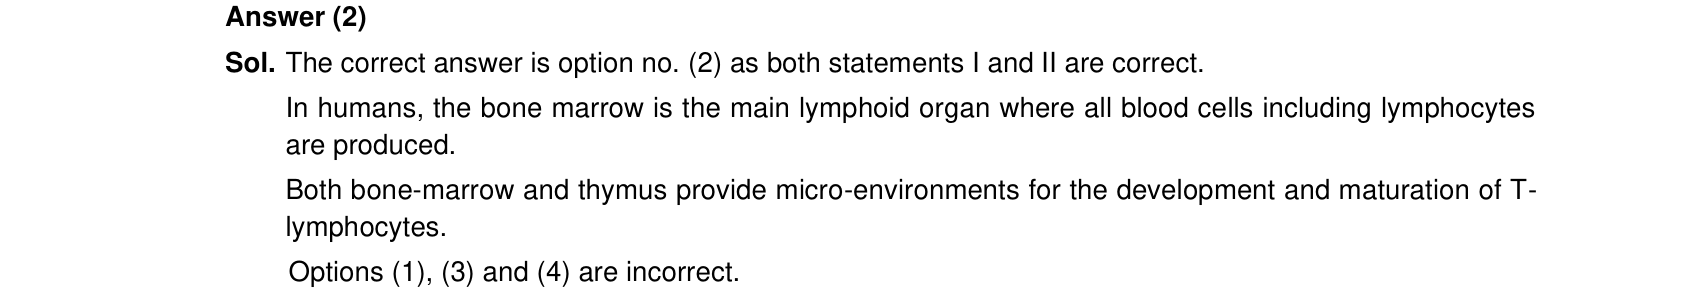 Answer (2)
Sol. The correct answer is option no. (2) as both statements I and II are correct.
In humans, the bone marrow is the main lymphoid organ where all blood cells including lymphocytes
are produced.
Both bone-marrow and thymus provide micro-environments for the development and maturation of T-
lymphocytes.
Options (1), (3) and (4) are incorrect.